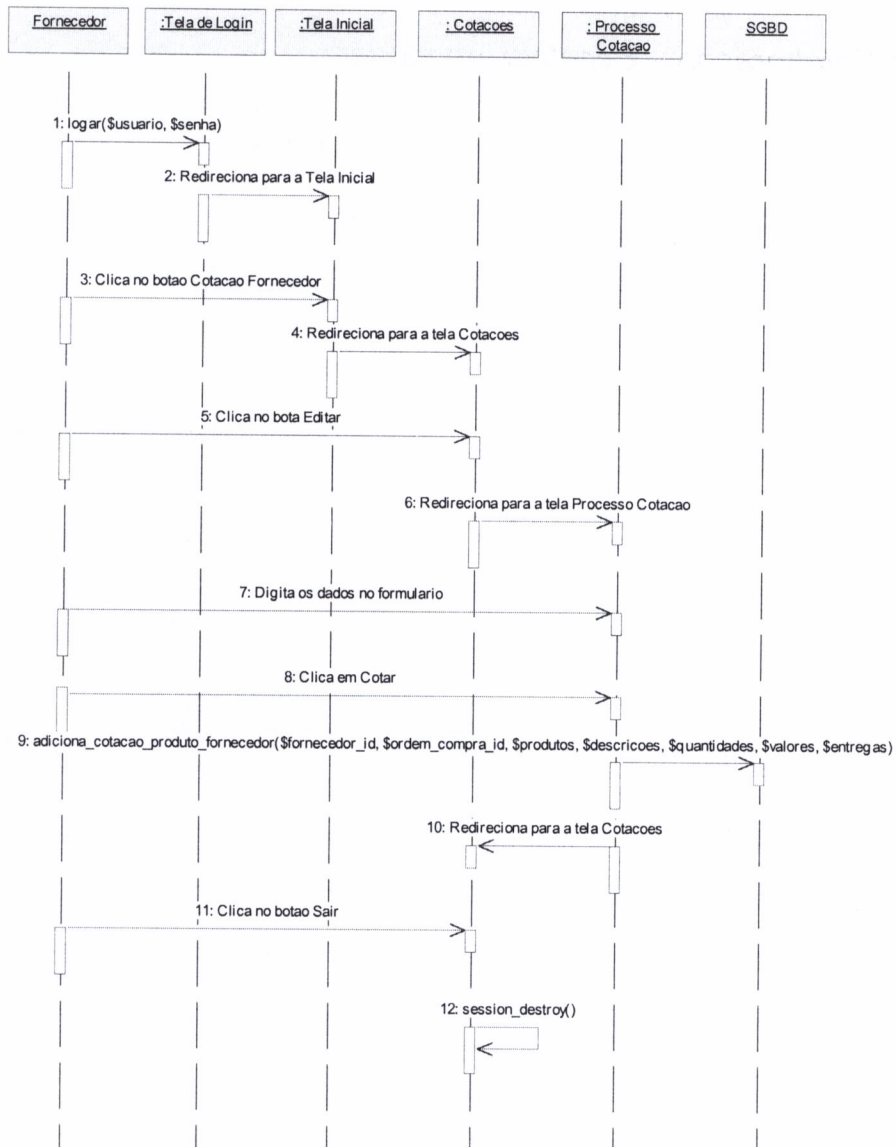 Fornecedor
:Tela de Login
:Tela Inicial
: Cotacoes
: Processo
Cotacao
SGBD
1: logar($usuario, $senha)
2: Redireciona para a Tela Inicial
3: Clica no botao Cotacao Fornecedor
4: Redireciona para a tela Cotacoes
5: Clica no bota Editar
6: Redireciona para a tela Processo Cotacao
7: Digita os dados no formulario
8: Clica em Cotar
9: adiciona_cotacao_produto_fornecedor($fornecedor_id, $ordem_compra_id, $produtos, $descricoes, $quantidades, $valores, $entregas)
10: Redireciona para a tela Cotacoes
11: Clica no botao Sair
12: session_destroy()